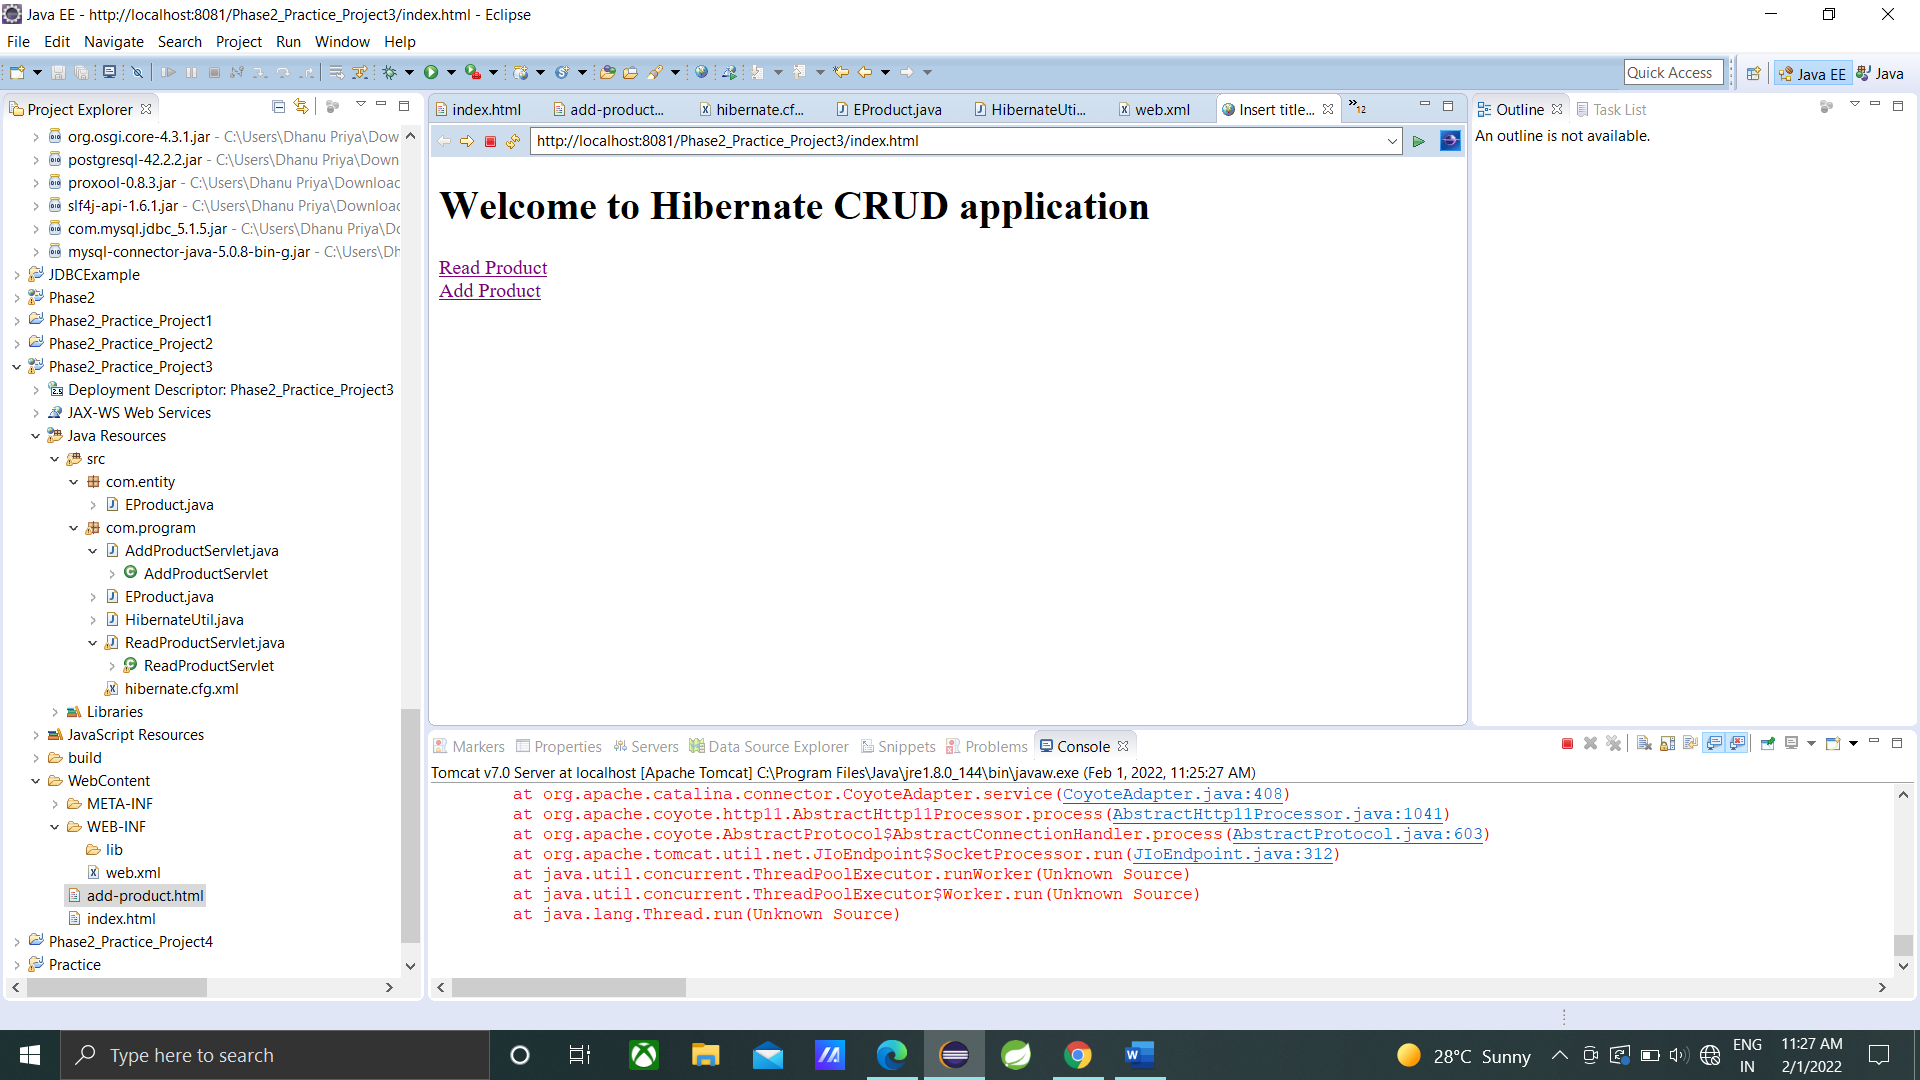 Java EE - http://localhost:8081/Phase2_Practice_Project3/index.html - Eclipse
File Edit Navigate Search Project Run Window Help
Quick Access
Java EE
Java
Project Explorer
org.osgi.core-4.3.1.jar - C:\Users\Dhanu Priya\Dow
postgresql-42.2.2.jar - C:\Users\Dhanu Priya\Down
proxool-0.8.3.jar - C:\Users\Dhanu Priya\Downloac
slf4j-api-1.6.1.jar - C:\Users\Dhanu Priya\Downloac
com.mysql.jdbc_5.1.5.jar - C:\Users\Dhanu Priya\Dc
mysql-connector-java-5.0.8-bin-g.jar - C:\Users\Dh
JDBCExample
Phase2
Phase2_Practice_Project1
Phase2_Practice_Project2
Phase2_Practice_Project3
Deployment Descriptor: Phase2_Practice_Project3
JAX-WS Web Services
Java Resources
src
com.entity
EProduct.java
com.program
AddProductServlet.java
AddProductServlet
EProduct.java
HibernateUtil.java
ReadProductServlet.java
ReadProductServlet
hibernate.cfg.xml
Libraries
JavaScript Resources
build
WebContent
META-INF
WEB-INF
lib
web.xml
add-product.html
index.html
Phase2_Practice_Project4
Practice
index.html add-product... hibernate.cf... EProduct.java HibernateUti... web.xml Insert title... »12
http://localhost:8081/Phase2_Practice_Project3/index.html
Welcome to Hibernate CRUD application
Read Product
Add Product
Outline Task List
An outline is not available.
Markers Properties Servers Data Source Explorer Snippets Problems Console
Tomcat v7.0 Server at localhost [Apache Tomcat] C:\Program Files\Java\jre1.8.0_144\bin\javaw.exe (Feb 1, 2022, 11:25:27 AM)
at org.apache.catalina.connector.CoyoteAdapter.service(CoyoteAdapter.java:408)
at org.apache.coyote.http11.AbstractHttp11Processor.process(AbstractHttp11Processor.java:1041)
at org.apache.coyote.AbstractProtocol$AbstractConnectionHandler.process(AbstractProtocol.java:603)
at org.apache.tomcat.util.net.JIoEndpoint$SocketProcessor.run(JIoEndpoint.java:312)
at java.util.concurrent.ThreadPoolExecutor.runWorker(Unknown Source)
at java.util.concurrent.ThreadPoolExecutor$Worker.run(Unknown Source)
at java.lang.Thread.run(Unknown Source)
Type here to search
28°C Sunny
ENG
IN
11:27 AM
2/1/2022